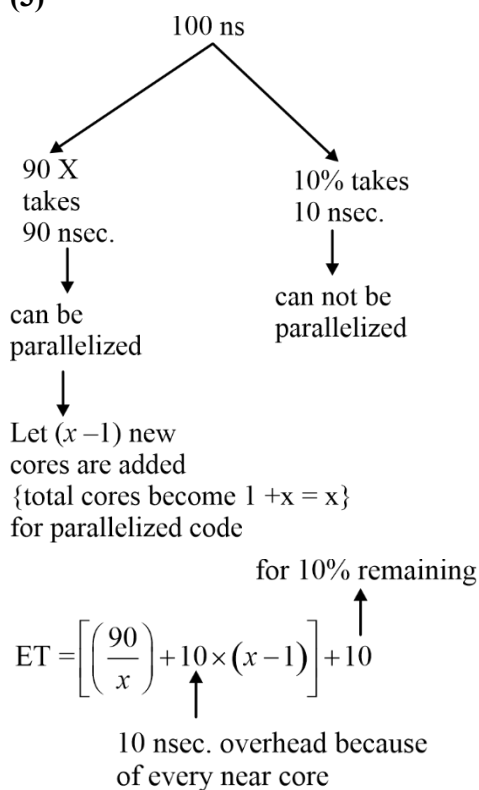 (3)
100 ns
90 X
takes
90 nsec.
10% takes
10 nsec.
can be
parallelized
can not be
parallelized
Let (x –1) new
cores are added
{total cores become 1 +x = x}
for parallelized code
for 10% remaining
ET = [(90/x) + 10 × (x – 1)] + 10
10 nsec. overhead because
of every near core